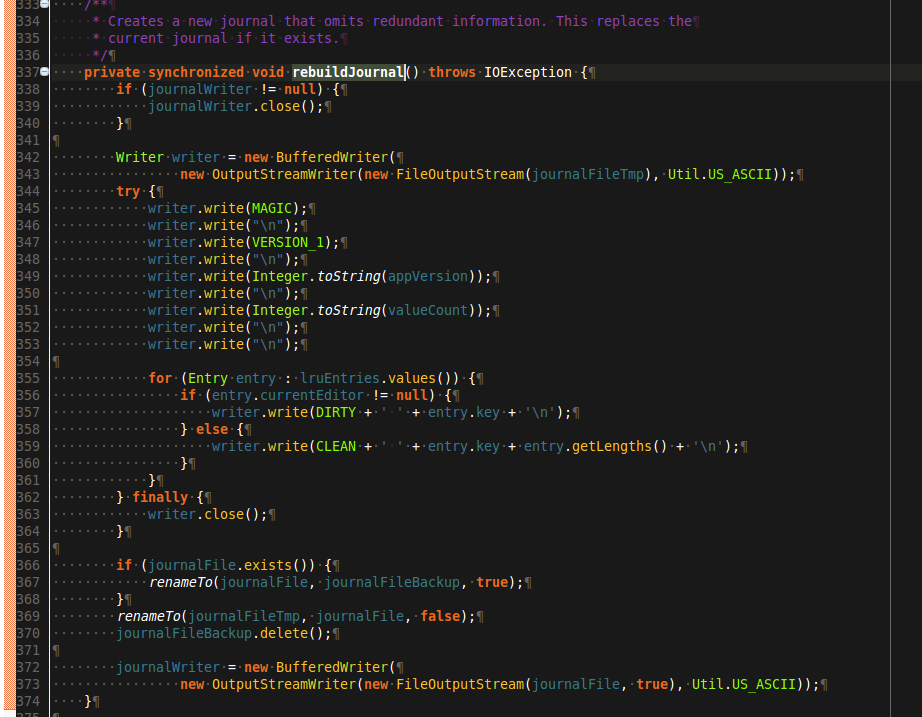 333 /**
334 * Creates a new journal that omits redundant information. This replaces the
335 * current journal if it exists.
336 */
337 private synchronized void rebuildJournal() throws IOException {
338 if (journalWriter != null) {
339 journalWriter.close();
340 }
341
342 Writer writer = new BufferedWriter(
343 new OutputStreamWriter(new FileOutputStream(journalFileTmp), Util.US_ASCII));
344 try {
345 writer.write(MAGIC);
346 writer.write("\n");
347 writer.write(VERSION_1);
348 writer.write("\n");
349 writer.write(Integer.toString(appVersion));
350 writer.write("\n");
351 writer.write(Integer.toString(valueCount));
352 writer.write("\n");
353 writer.write("\n");
354
355 for (Entry entry : lruEntries.values()) {
356 if (entry.currentEditor != null) {
357 writer.write(DIRTY + ' ' + entry.key + '\n');
358 } else {
359 writer.write(CLEAN + ' ' + entry.key + entry.getLengths() + '\n');
360 }
361 }
362 } finally {
363 writer.close();
364 }
365
366 if (journalFile.exists()) {
367 renameTo(journalFile, journalFileBackup, true);
368 }
369 renameTo(journalFileTmp, journalFile, false);
370 journalFileBackup.delete();
371
372 journalWriter = new BufferedWriter(
373 new OutputStreamWriter(new FileOutputStream(journalFile, true), Util.US_ASCII));
374 }
375